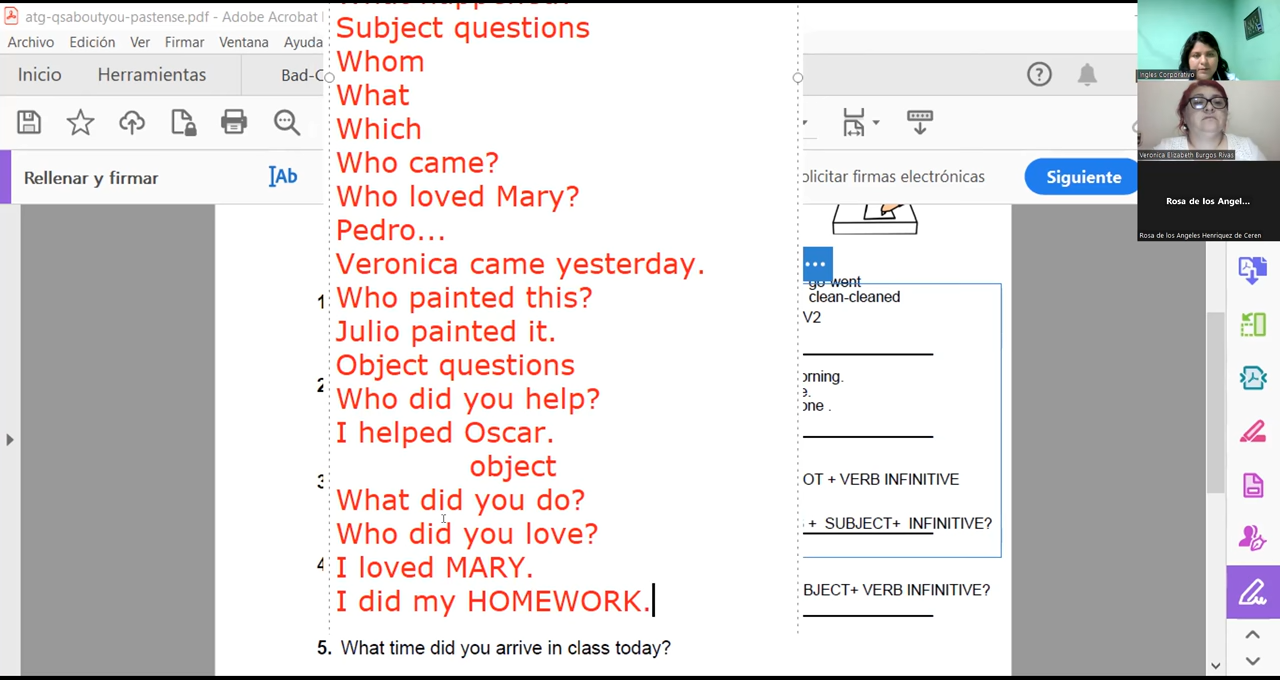 atg-qsaboutyou-pastense.pdf - Adobe Acrobat
Archivo Edición Ver Firmar Ventana Ayuda
Inicio Herramientas Bad-C
Rellenar y firmar
olicitar firmas electrónicas
Siguiente
Ingles Corporativo
Veronica Elizabeth Burgos Rivas
Rosa de los Angel...
Rosa de los Angeles Henriquez de Ceren
Subject questions
Whom
What
Which
Who came?
Who loved Mary?
Pedro...
Veronica came yesterday.
Who painted this?
Julio painted it.
Object questions
Who did you help?
I helped Oscar.
object
What did you do?
Who did you love?
I loved MARY.
I did my HOMEWORK.
go went
clean-cleaned
V2
orning.
e.
one .
OT + VERB INFINITIVE
+ SUBJECT+ INFINITIVE?
BJECT+ VERB INFINITIVE?
1
2
3
4
5. What time did you arrive in class today?